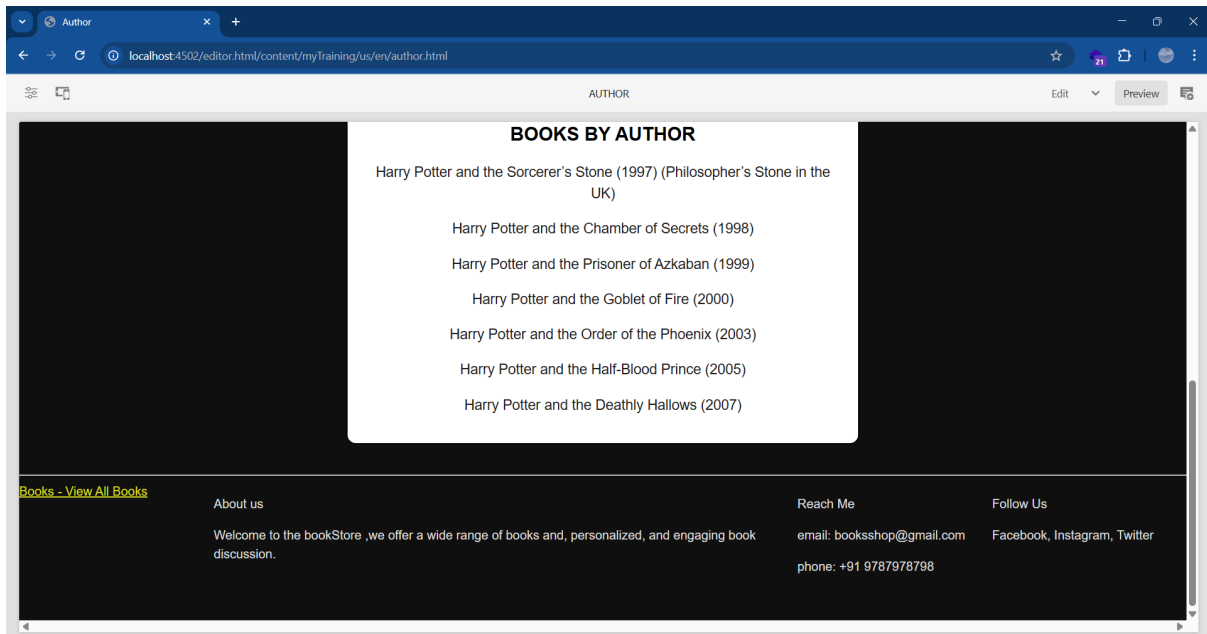 Author
localhost:4502/editor.html/content/myTraining/us/en/author.html
21
AUTHOR
Edit
Preview
BOOKS BY AUTHOR
Harry Potter and the Sorcerer’s Stone (1997) (Philosopher’s Stone in the
UK)
Harry Potter and the Chamber of Secrets (1998)
Harry Potter and the Prisoner of Azkaban (1999)
Harry Potter and the Goblet of Fire (2000)
Harry Potter and the Order of the Phoenix (2003)
Harry Potter and the Half-Blood Prince (2005)
Harry Potter and the Deathly Hallows (2007)
Books - View All Books
About us
Welcome to the bookStore ,we offer a wide range of books and, personalized, and engaging book
discussion.
Reach Me
email: booksshop@gmail.com
phone: +91 9787978798
Follow Us
Facebook, Instagram, Twitter